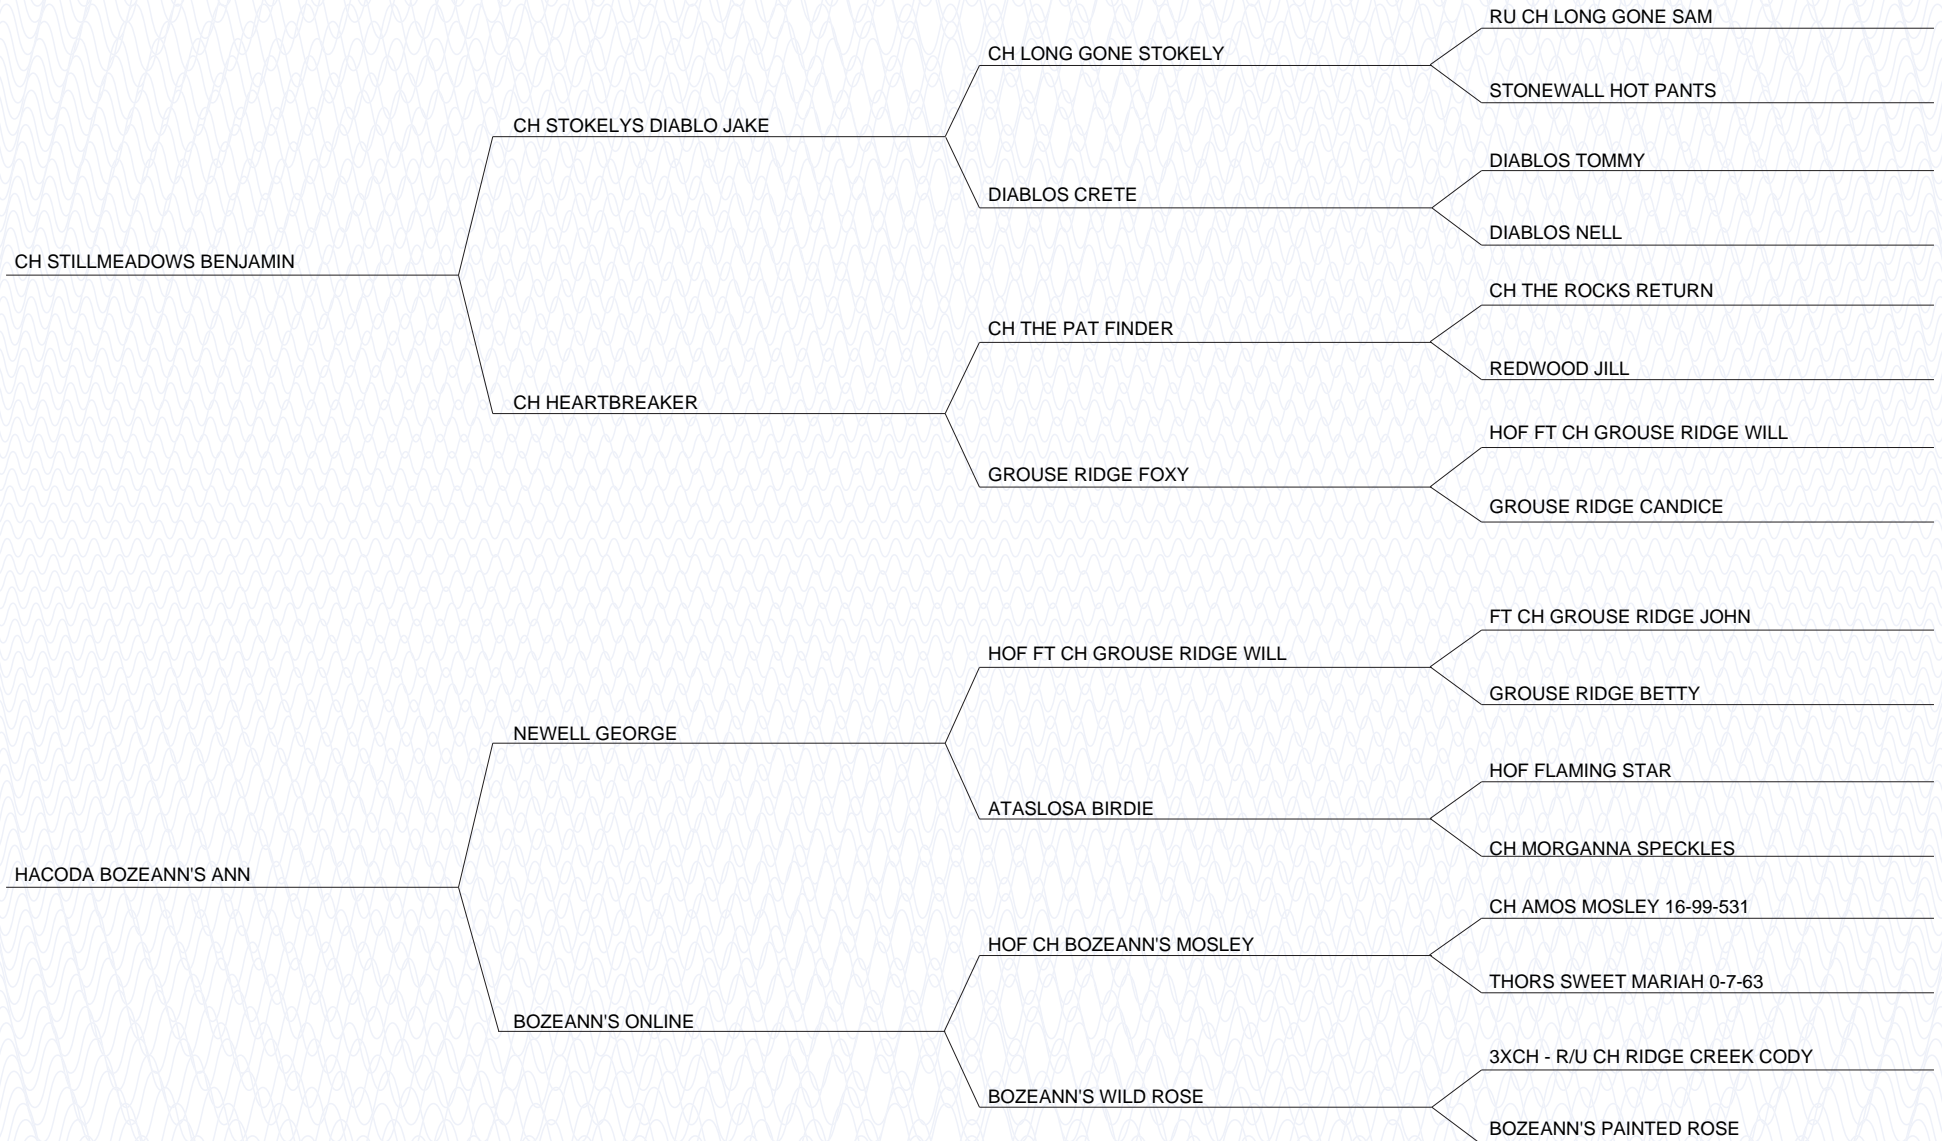 RU CH LONG GONE SAM
CH LONG GONE STOKELY
STONEWALL HOT PANTS
CH STOKELYS DIABLO JAKE
DIABLOS TOMMY
DIABLOS CRETE
DIABLOS NELL
CH STILLMEADOWS BENJAMIN
CH THE ROCKS RETURN
CH THE PAT FINDER
REDWOOD JILL
CH HEARTBREAKER
HOF FT CH GROUSE RIDGE WILL
GROUSE RIDGE FOXY
GROUSE RIDGE CANDICE
FT CH GROUSE RIDGE JOHN
HOF FT CH GROUSE RIDGE WILL
GROUSE RIDGE BETTY
NEWELL GEORGE
HOF FLAMING STAR
ATASLOSA BIRDIE
CH MORGANNA SPECKLES
HACODA BOZEANN'S ANN
CH AMOS MOSLEY 16-99-531
HOF CH BOZEANN'S MOSLEY
THORS SWEET MARIAH 0-7-63
BOZEANN'S ONLINE
3XCH - R/U CH RIDGE CREEK CODY
BOZEANN'S WILD ROSE
BOZEANN'S PAINTED ROSE